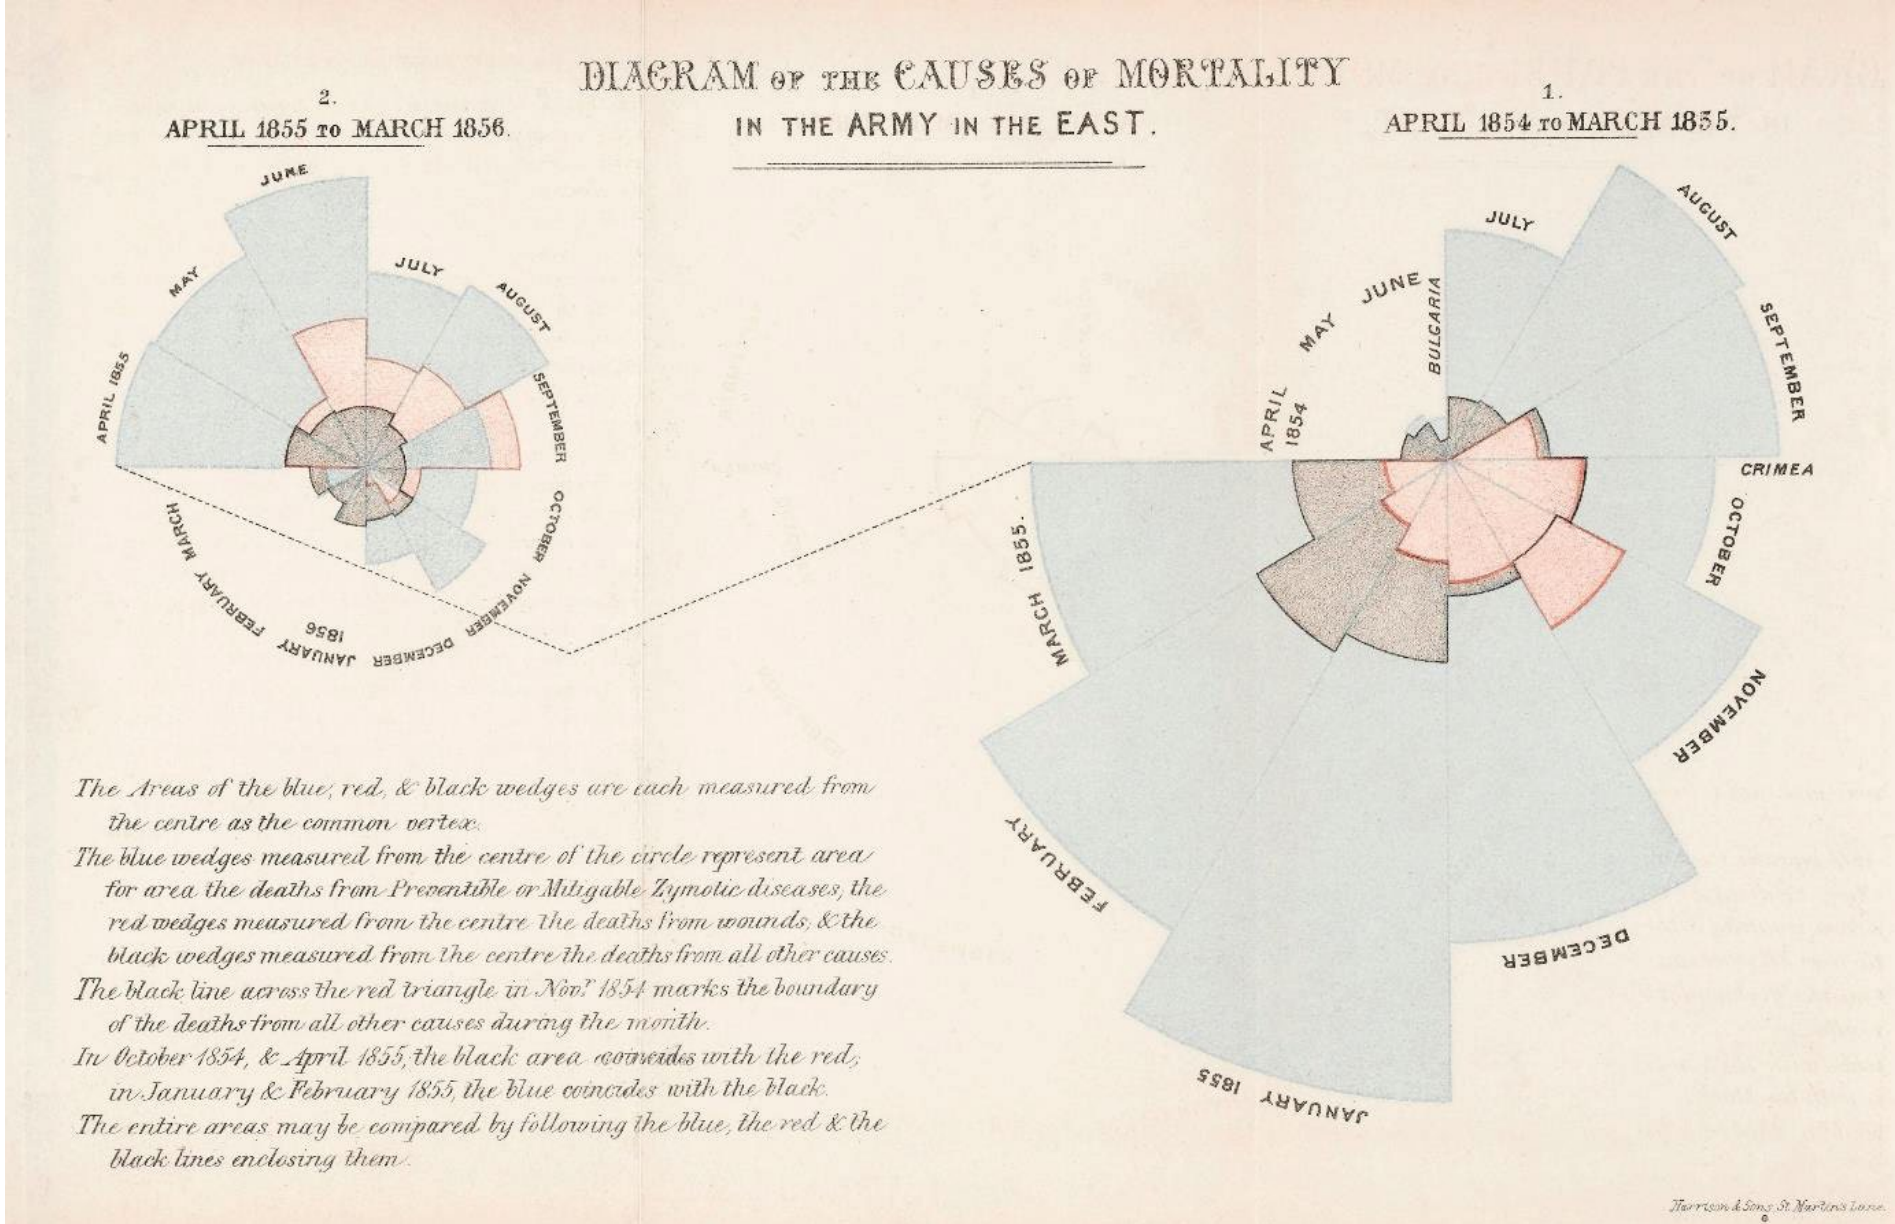 DIAGRAM OF THE CAUSES OF MORTALITY
IN THE ARMY IN THE EAST.
2.
APRIL 1855 TO MARCH 1856.
1.
APRIL 1854 TO MARCH 1855.
JUNE
MAY
APRIL 1855
JULY
AUGUST
SEPTEMBER
OCTOBER
NOVEMBER
DECEMBER
JANUARY
1856
FEBRUARY
MARCH
APRIL
1854
MAY
JUNE
BULGARIA
JULY
AUGUST
SEPTEMBER
CRIMEA
OCTOBER
NOVEMBER
DECEMBER
JANUARY 1855
FEBRUARY
MARCH 1855.
The Areas of the blue, red, & black wedges are each measured from
the centre as the common vertex.
The blue wedges measured from the centre of the circle represent area
for area the deaths from Preventible or Mitigable Zymotic diseases, the
red wedges measured from the centre the deaths from wounds, & the
black wedges measured from the centre the deaths from all other causes.
The black line across the red triangle in Novr. 1854 marks the boundary
of the deaths from all other causes during the month.
In October 1854, & April 1855, the black area coincides with the red,
in January & February 1855, the blue coincides with the black.
The entire areas may be compared by following the blue, the red & the
black lines enclosing them.
Harrison & Sons, St. Martin's Lane.